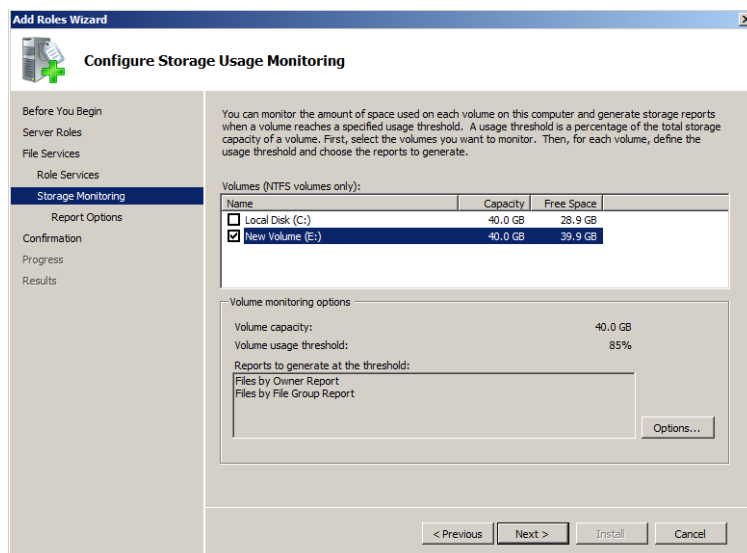 Add Roles Wizard
Configure Storage Usage Monitoring
Before You Begin
Server Roles
File Services
Role Services
Storage Monitoring
Report Options
Confirmation
Progress
Results
You can monitor the amount of space used on each volume on this computer and generate storage reports
when a volume reaches a specified usage threshold. A usage threshold is a percentage of the total storage
capacity of a volume. First, select the volumes you want to monitor. Then, for each volume, define the
usage threshold and choose the reports to generate.
Volumes (NTFS volumes only):
Name Capacity Free Space
Local Disk (C:) 40.0 GB 28.9 GB
New Volume (E:) 40.0 GB 39.9 GB
Volume monitoring options
Volume capacity: 40.0 GB
Volume usage threshold: 85%
Reports to generate at the threshold:
Files by Owner Report
Files by File Group Report
Options...
< Previous Next > Install Cancel